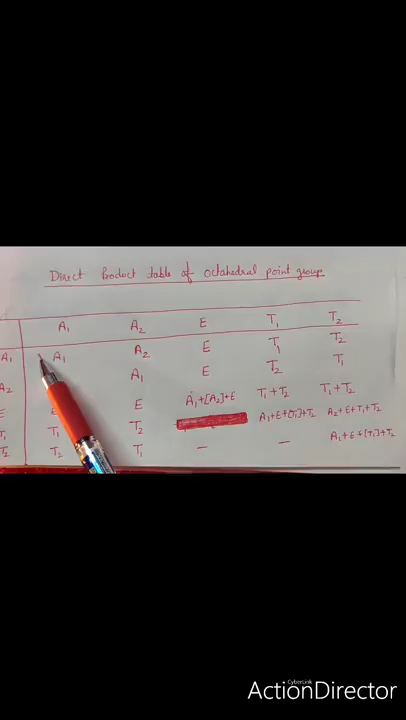 Direct Product table of octahedral point group
A₁ A₂ E T₁ T₂
A₁ A₁ A₂ E T₁ T₂
A₂ A₁ E T₂ T₁
E E A₁+[A₂]+E T₁+T₂ T₁+T₂
T₁ T₁ T₂ A₁+E+[T₁]+T₂ A₂+E+T₁+T₂
T₂ T₂ T₁ — — A₁+E+[T₁]+T₂
CyberLink
ActionDirector